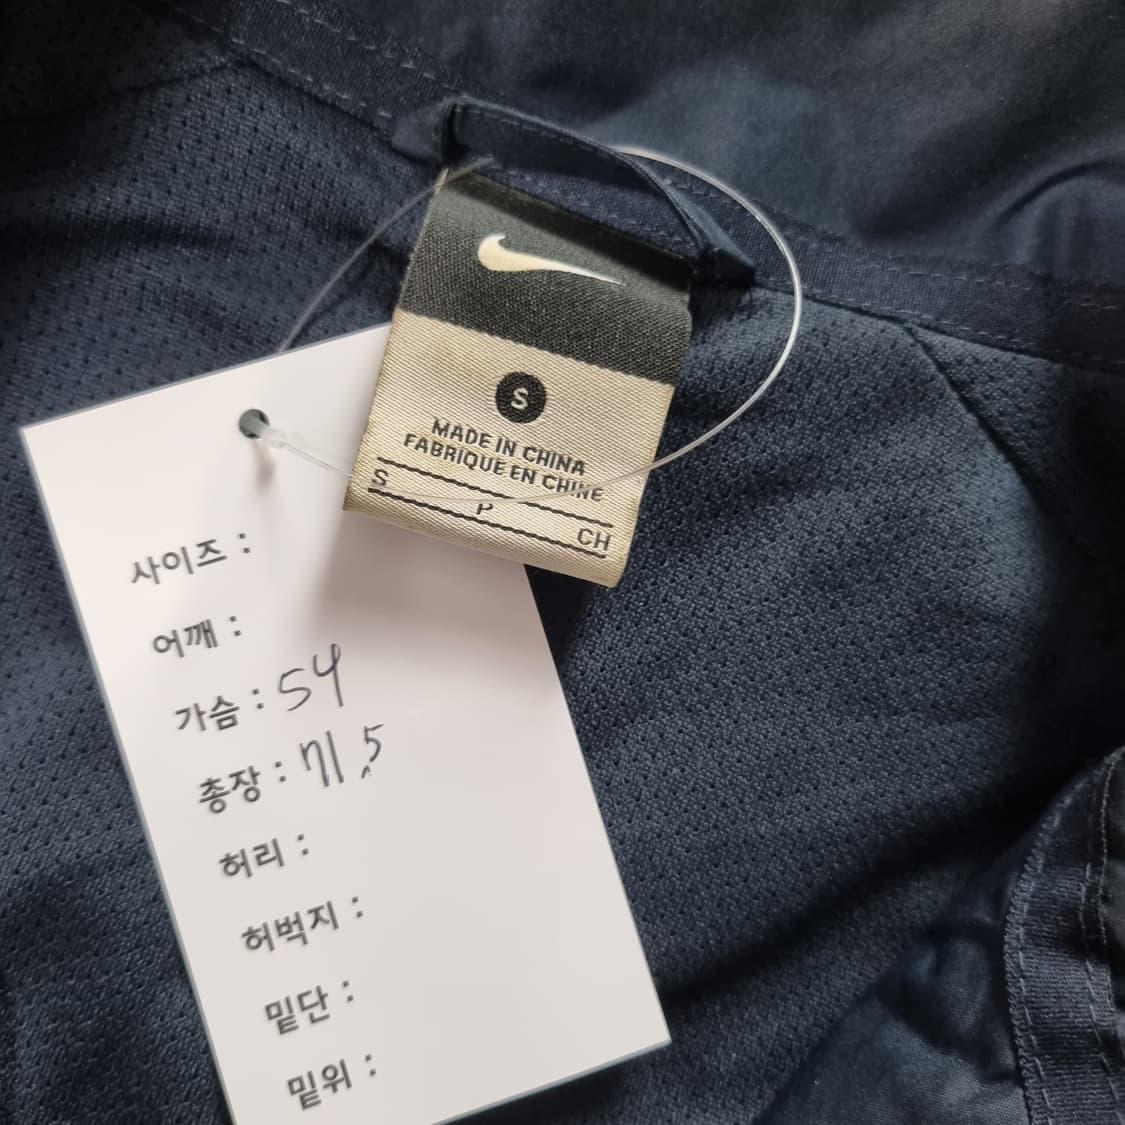 S
MADE IN CHINA
FABRIQUE EN CHINE
S P CH
사이즈 :
어깨 :
가슴 : 54
총장 : 71.5
허리 :
허벅지 :
밑단 :
밑위 :